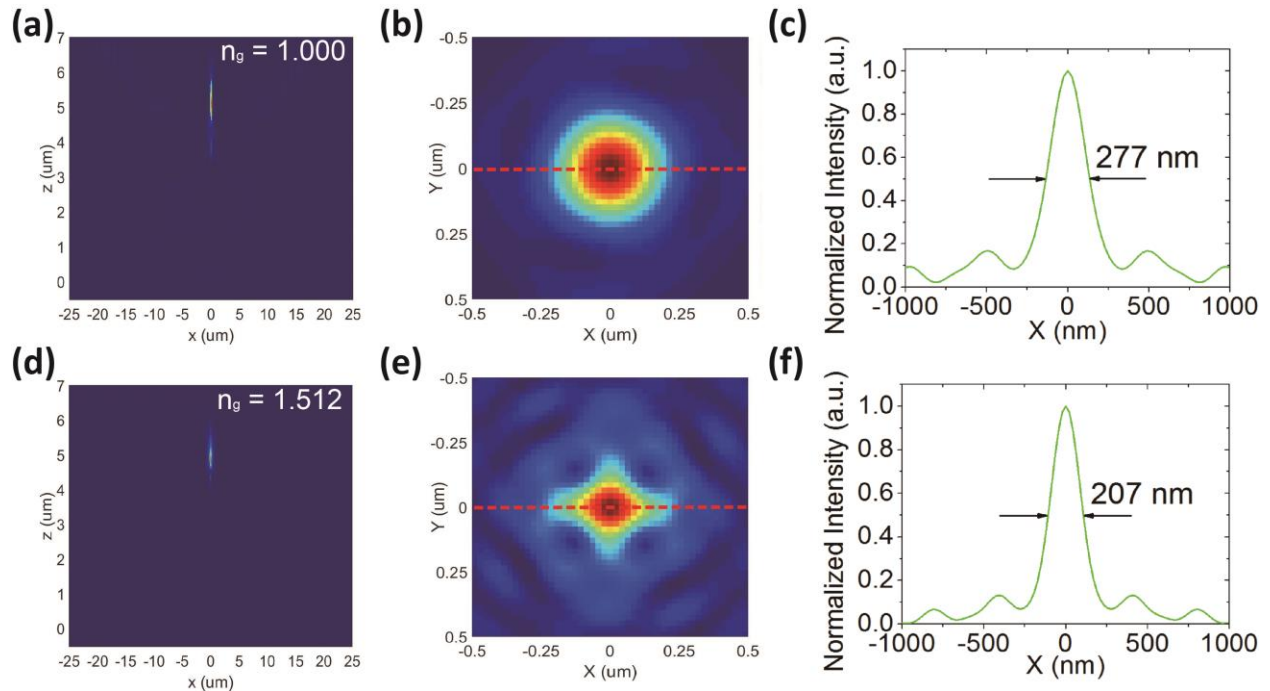 (a)
n_g = 1.000
7
6
5
4
3
2
1
0
z (um)
-25 -20 -15 -10 -5 0 5 10 15 20 25
x (um)
(b)
-0.5
-0.25
0
0.25
0.5
Y (um)
-0.5 -0.25 0 0.25 0.5
X (um)
(c)
Normalized Intensity (a.u.)
1.0
0.8
0.6
0.4
0.2
0.0
277 nm
-1000 -500 0 500 1000
X (nm)
(d)
n_g = 1.512
7
6
5
4
3
2
1
0
z (um)
-25 -20 -15 -10 -5 0 5 10 15 20 25
x (um)
(e)
-0.5
-0.25
0
0.25
0.5
Y (um)
-0.5 -0.25 0 0.25 0.5
X (um)
(f)
Normalized Intensity (a.u.)
1.0
0.8
0.6
0.4
0.2
0.0
207 nm
-1000 -500 0 500 1000
X (nm)